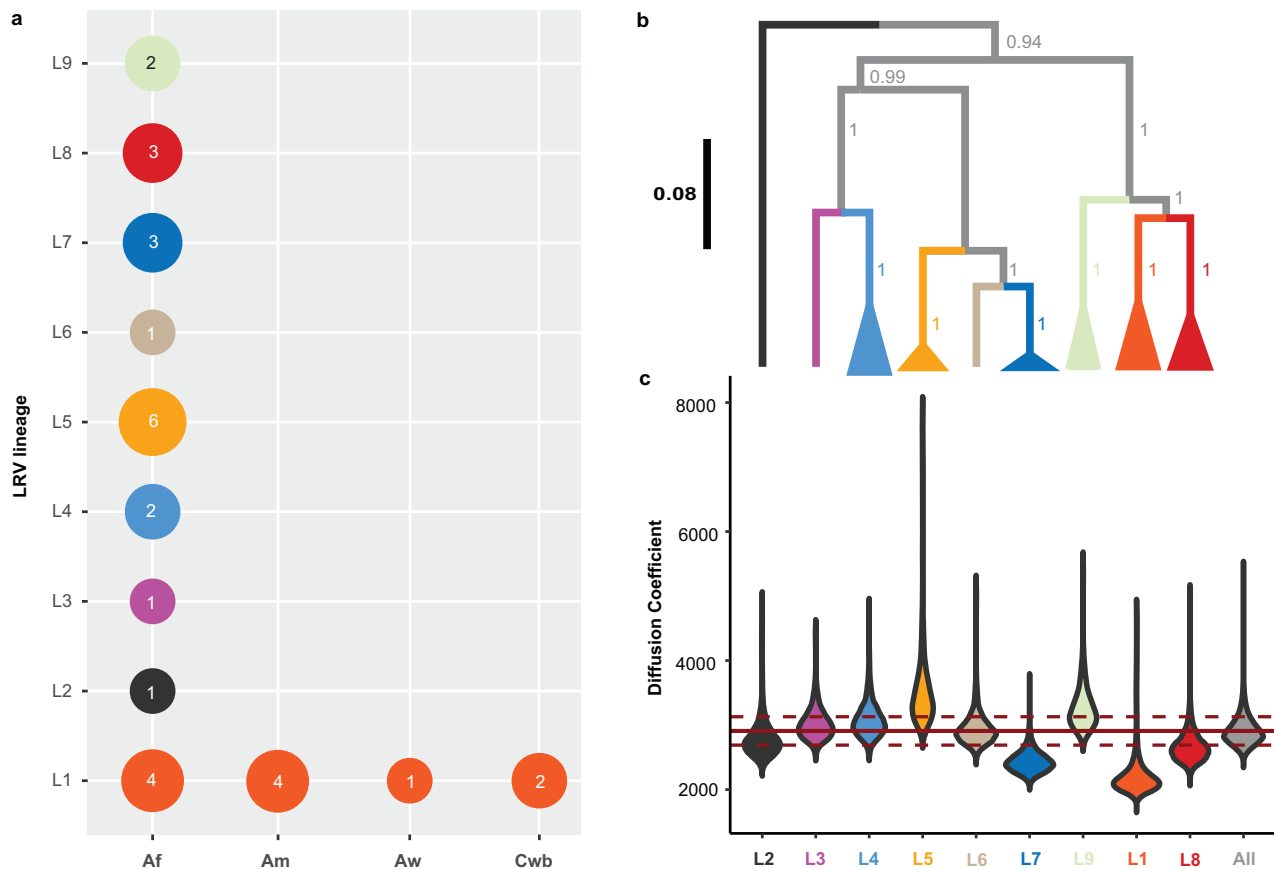 a
LRV lineage
L9
2
L8
3
L7
3
L6
1
L5
6
L4
2
L3
1
L2
1
L1
4
4
1
2
Af
Am
Aw
Cwb
b
0.94
0.99
1
1
1
0.08
1
1
1
1
1
1
1
c
Diffusion Coefficient
8000
6000
4000
2000
L2
L3
L4
L5
L6
L7
L9
L1
L8
All